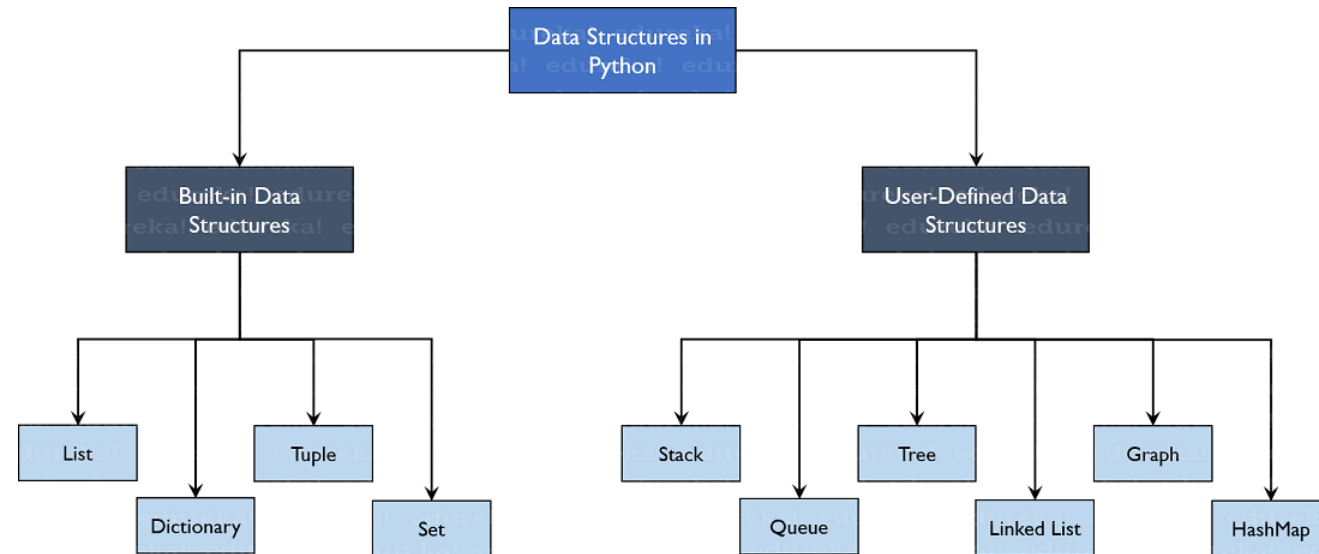 Data Structures in
Python
Built-in Data
Structures
User-Defined Data
Structures
List
Tuple
Stack
Tree
Graph
Dictionary
Set
Queue
Linked List
HashMap